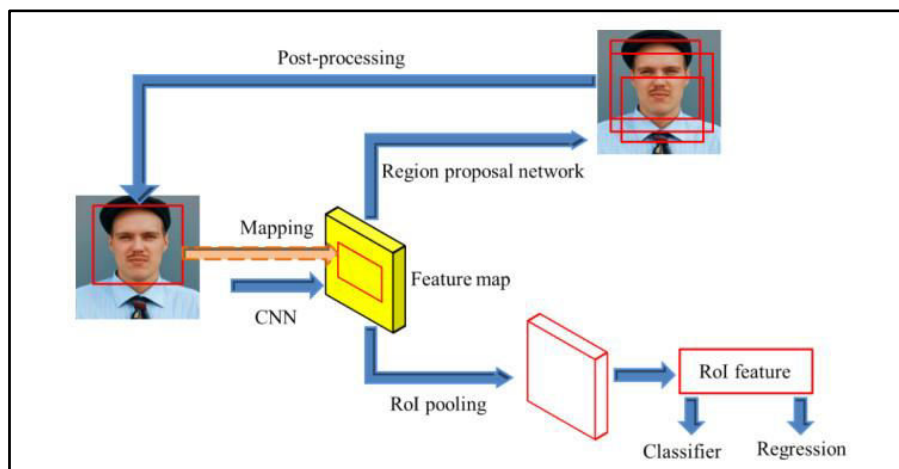 Post-processing
Region proposal network
Mapping
Feature map
CNN
RoI pooling
RoI feature
Classifier
Regression